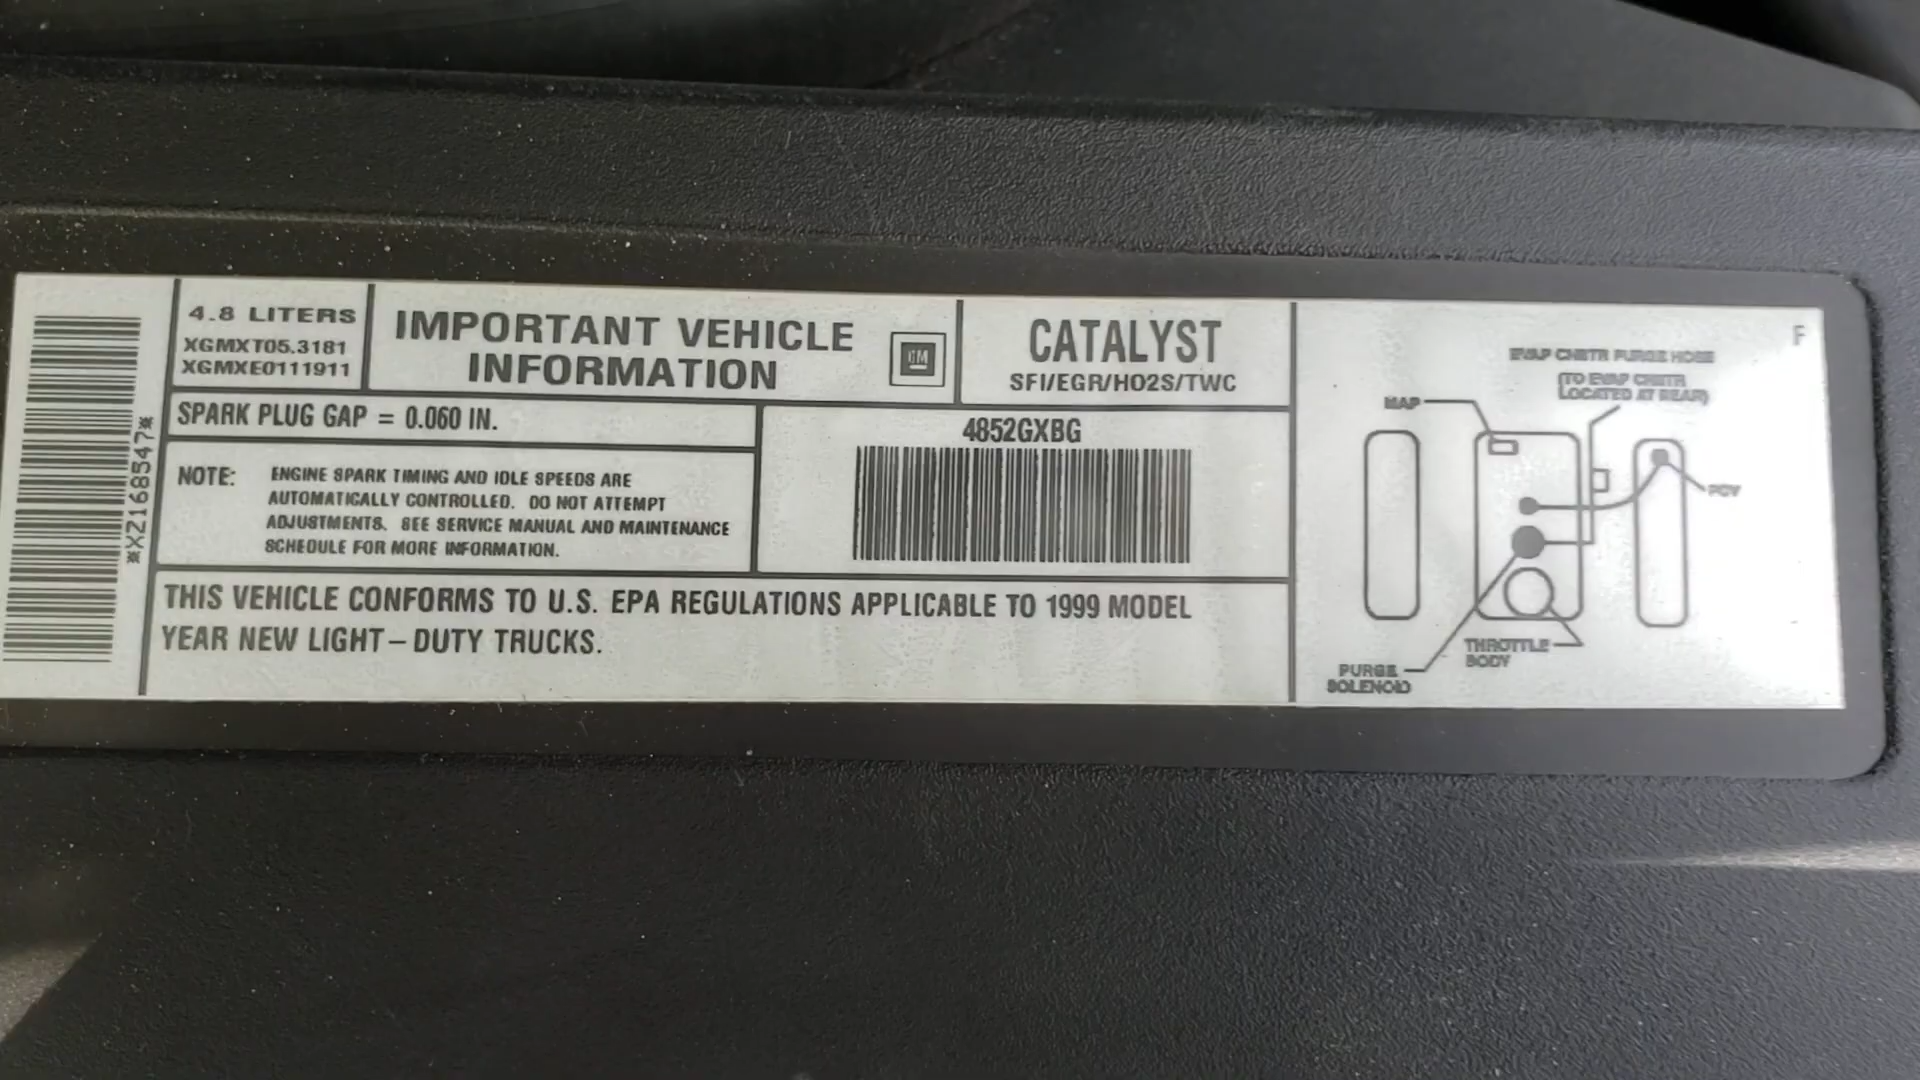 *XZ168547*
4.8 LITERS
XGMXT05.3181
XGMXE0111911
IMPORTANT VEHICLE
INFORMATION
GM
CATALYST
SFI/EGR/HO2S/TWC
SPARK PLUG GAP = 0.060 IN.
NOTE: ENGINE SPARK TIMING AND IDLE SPEEDS ARE
AUTOMATICALLY CONTROLLED. DO NOT ATTEMPT
ADJUSTMENTS. SEE SERVICE MANUAL AND MAINTENANCE
SCHEDULE FOR MORE INFORMATION.
4852GXBG
THIS VEHICLE CONFORMS TO U.S. EPA REGULATIONS APPLICABLE TO 1999 MODEL
YEAR NEW LIGHT-DUTY TRUCKS.
F
EVAP CNSTR PURGE HOSE
(TO EVAP CNSTR
LOCATED AT REAR)
MAP
PCV
THROTTLE
BODY
PURGE
SOLENOID